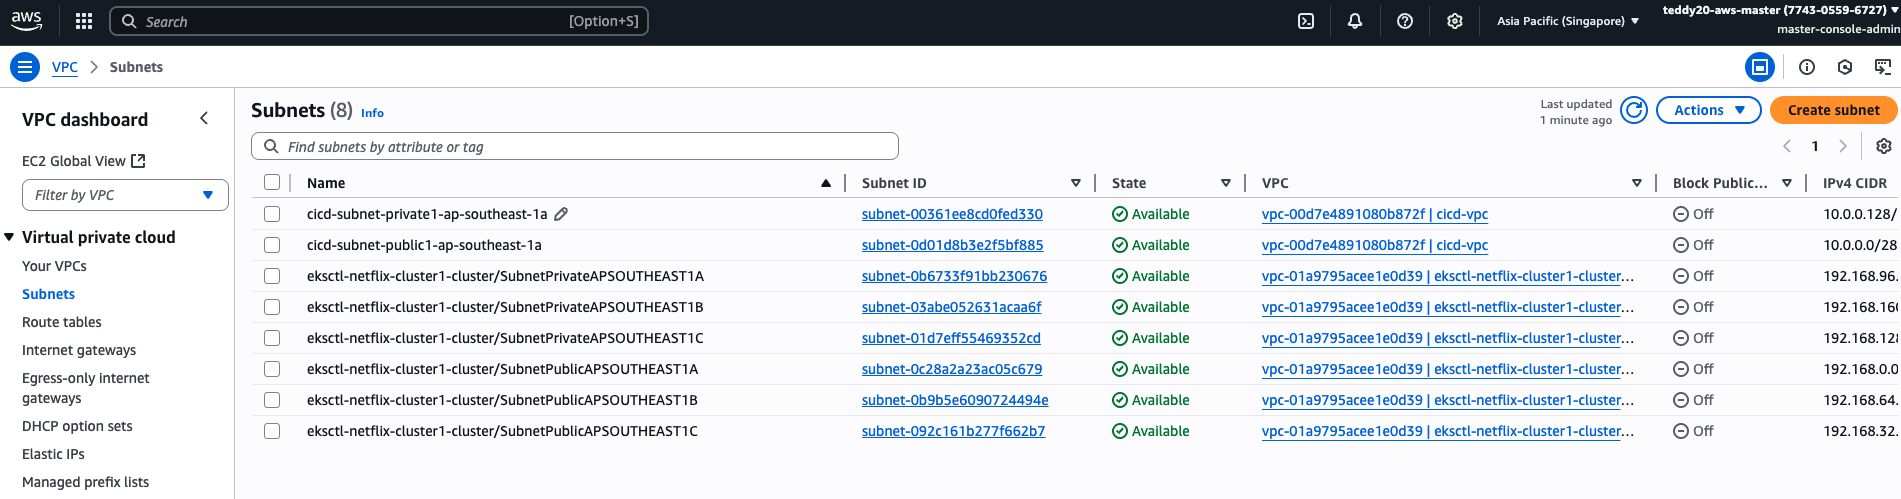 aws
Search [Option+S]
Asia Pacific (Singapore)
teddy20-aws-master (7743-0559-6727)
master-console-admin
VPC > Subnets
VPC dashboard
EC2 Global View
Filter by VPC
Virtual private cloud
Your VPCs
Subnets
Route tables
Internet gateways
Egress-only internet
gateways
DHCP option sets
Elastic IPs
Managed prefix lists
Subnets (8) Info
Last updated
1 minute ago
Actions
Create subnet
Find subnets by attribute or tag
1
Name Subnet ID State VPC Block Public... IPv4 CIDR
cicd-subnet-private1-ap-southeast-1a subnet-00361ee8cd0fed330 Available vpc-00d7e4891080b872f | cicd-vpc Off 10.0.0.128/
cicd-subnet-public1-ap-southeast-1a subnet-0d01d8b3e2f5bf885 Available vpc-00d7e4891080b872f | cicd-vpc Off 10.0.0.0/28
eksctl-netflix-cluster1-cluster/SubnetPrivateAPSOUTHEAST1A subnet-0b6733f91bb230676 Available vpc-01a9795acee1e0d39 | eksctl-netflix-cluster1-cluster... Off 192.168.96.
eksctl-netflix-cluster1-cluster/SubnetPrivateAPSOUTHEAST1B subnet-03abe052631acaa6f Available vpc-01a9795acee1e0d39 | eksctl-netflix-cluster1-cluster... Off 192.168.160
eksctl-netflix-cluster1-cluster/SubnetPrivateAPSOUTHEAST1C subnet-01d7eff55469352cd Available vpc-01a9795acee1e0d39 | eksctl-netflix-cluster1-cluster... Off 192.168.128
eksctl-netflix-cluster1-cluster/SubnetPublicAPSOUTHEAST1A subnet-0c28a2a23ac05c679 Available vpc-01a9795acee1e0d39 | eksctl-netflix-cluster1-cluster... Off 192.168.0.0
eksctl-netflix-cluster1-cluster/SubnetPublicAPSOUTHEAST1B subnet-0b9b5e6090724494e Available vpc-01a9795acee1e0d39 | eksctl-netflix-cluster1-cluster... Off 192.168.64.
eksctl-netflix-cluster1-cluster/SubnetPublicAPSOUTHEAST1C subnet-092c161b277f662b7 Available vpc-01a9795acee1e0d39 | eksctl-netflix-cluster1-cluster... Off 192.168.32.